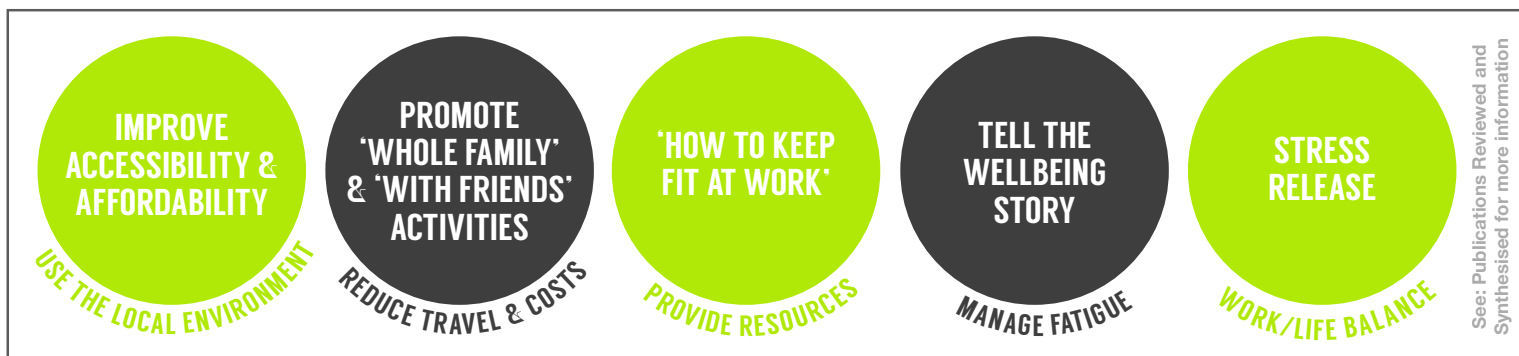 IMPROVE
ACCESSIBILITY &
AFFORDABILITY
USE THE LOCAL ENVIRONMENT
PROMOTE
‘WHOLE FAMILY’
& ‘WITH FRIENDS’
ACTIVITIES
REDUCE TRAVEL & COSTS
‘HOW TO KEEP
FIT AT WORK’
PROVIDE RESOURCES
TELL THE
WELLBEING
STORY
MANAGE FATIGUE
STRESS
RELEASE
WORK/LIFE BALANCE
See: Publications Reviewed and
Synthesised for more information